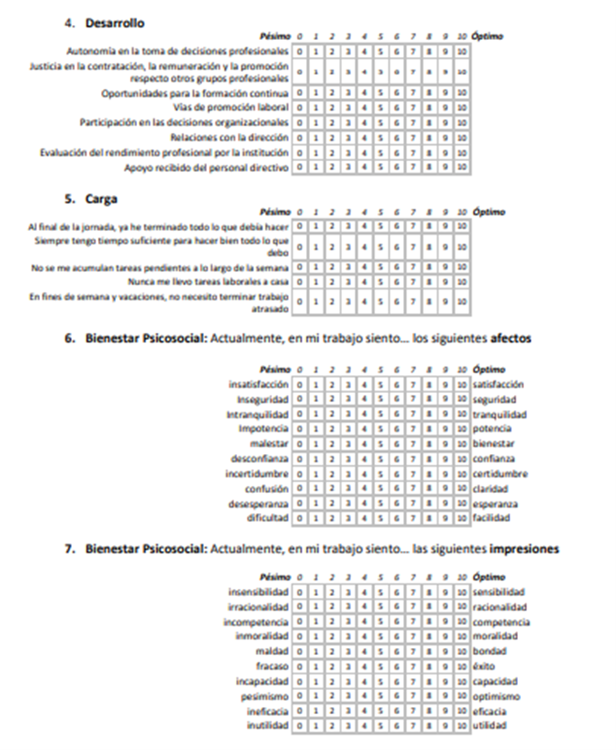 4. Desarrollo
Pésimo 0 1 2 3 4 5 6 7 8 9 10 Óptimo
Autonomía en la toma de decisiones profesionales 0 1 2 3 4 5 6 7 8 9 10
Justicia en la contratación, la remuneración y la promoción
respecto otros grupos profesionales 0 1 2 3 4 5 6 7 8 9 10
Oportunidades para la formación continua 0 1 2 3 4 5 6 7 8 9 10
Vías de promoción laboral 0 1 2 3 4 5 6 7 8 9 10
Participación en las decisiones organizacionales 0 1 2 3 4 5 6 7 8 9 10
Relaciones con la dirección 0 1 2 3 4 5 6 7 8 9 10
Evaluación del rendimiento profesional por la institución 0 1 2 3 4 5 6 7 8 9 10
Apoyo recibido del personal directivo 0 1 2 3 4 5 6 7 8 9 10
5. Carga
Pésimo 0 1 2 3 4 5 6 7 8 9 10 Óptimo
Al final de la jornada, ya he terminado todo lo que debía hacer 0 1 2 3 4 5 6 7 8 9 10
Siempre tengo tiempo suficiente para hacer bien todo lo que
debo 0 1 2 3 4 5 6 7 8 9 10
No se me acumulan tareas pendientes a lo largo de la semana 0 1 2 3 4 5 6 7 8 9 10
Nunca me llevo tareas laborales a casa 0 1 2 3 4 5 6 7 8 9 10
En fines de semana y vacaciones, no necesito terminar trabajo
atrasado 0 1 2 3 4 5 6 7 8 9 10
6. Bienestar Psicosocial: Actualmente, en mi trabajo siento... los siguientes afectos
Pésimo 0 1 2 3 4 5 6 7 8 9 10 Óptimo
insatisfacción 0 1 2 3 4 5 6 7 8 9 10 satisfacción
Inseguridad 0 1 2 3 4 5 6 7 8 9 10 seguridad
Intranquilidad 0 1 2 3 4 5 6 7 8 9 10 tranquilidad
Impotencia 0 1 2 3 4 5 6 7 8 9 10 potencia
malestar 0 1 2 3 4 5 6 7 8 9 10 bienestar
desconfianza 0 1 2 3 4 5 6 7 8 9 10 confianza
incertidumbre 0 1 2 3 4 5 6 7 8 9 10 certidumbre
confusión 0 1 2 3 4 5 6 7 8 9 10 claridad
desesperanza 0 1 2 3 4 5 6 7 8 9 10 esperanza
dificultad 0 1 2 3 4 5 6 7 8 9 10 facilidad
7. Bienestar Psicosocial: Actualmente, en mi trabajo siento... las siguientes impresiones
Pésimo 0 1 2 3 4 5 6 7 8 9 10 Óptimo
insensibilidad 0 1 2 3 4 5 6 7 8 9 10 sensibilidad
irracionalidad 0 1 2 3 4 5 6 7 8 9 10 racionalidad
incompetencia 0 1 2 3 4 5 6 7 8 9 10 competencia
inmoralidad 0 1 2 3 4 5 6 7 8 9 10 moralidad
maldad 0 1 2 3 4 5 6 7 8 9 10 bondad
fracaso 0 1 2 3 4 5 6 7 8 9 10 éxito
incapacidad 0 1 2 3 4 5 6 7 8 9 10 capacidad
pesimismo 0 1 2 3 4 5 6 7 8 9 10 optimismo
ineficacia 0 1 2 3 4 5 6 7 8 9 10 eficacia
inutilidad 0 1 2 3 4 5 6 7 8 9 10 utilidad